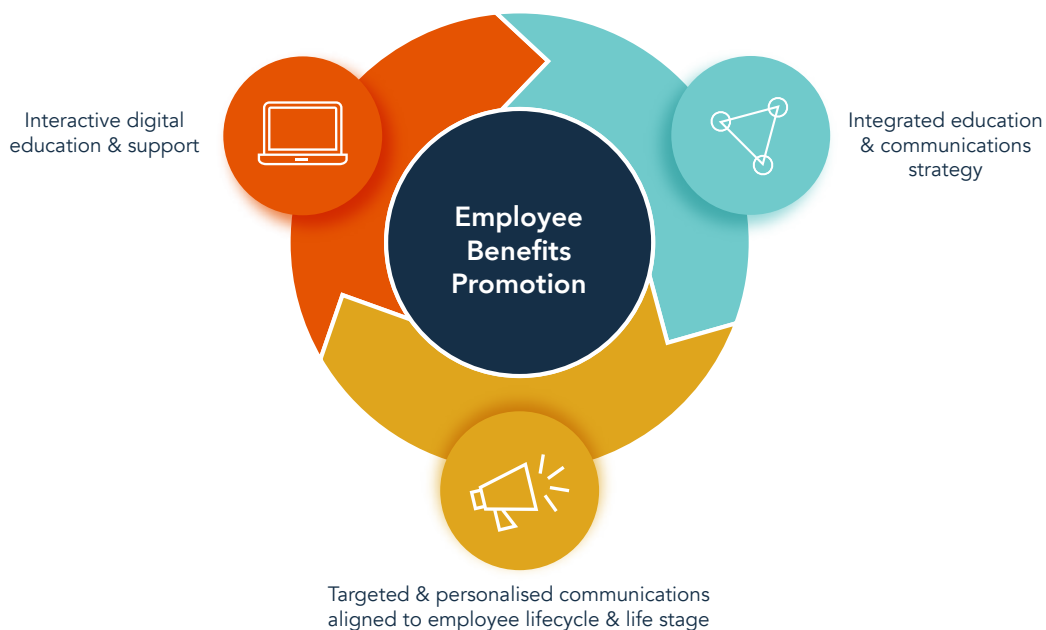 Interactive digital
education & support
Employee
Benefits
Promotion
Integrated education
& communications
strategy
Targeted & personalised communications
aligned to employee lifecycle & life stage